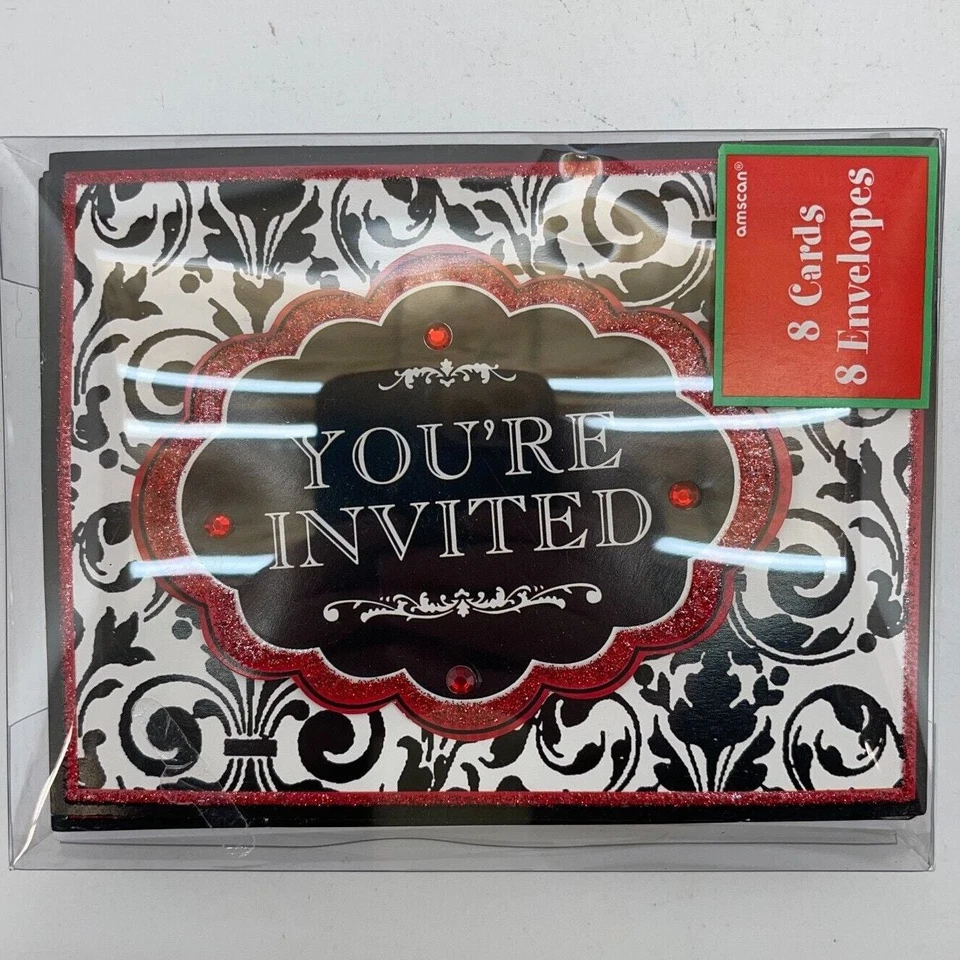 YOU'RE
INVITED
amscan®
8 Cards
8 Envelopes